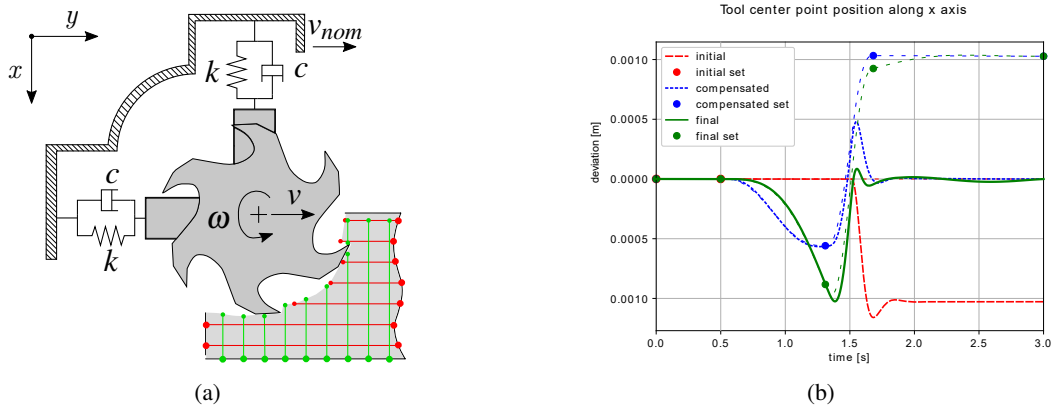 y
x
v_nom
k
c
c
k
ω
v
(a)
Tool center point position along x axis
deviation [m]
0.0010
0.0005
0.0000
0.0005
0.0010
initial
initial set
compensated
compensated set
final
final set
0.0 0.5 1.0 1.5 2.0 2.5 3.0
time [s]
(b)